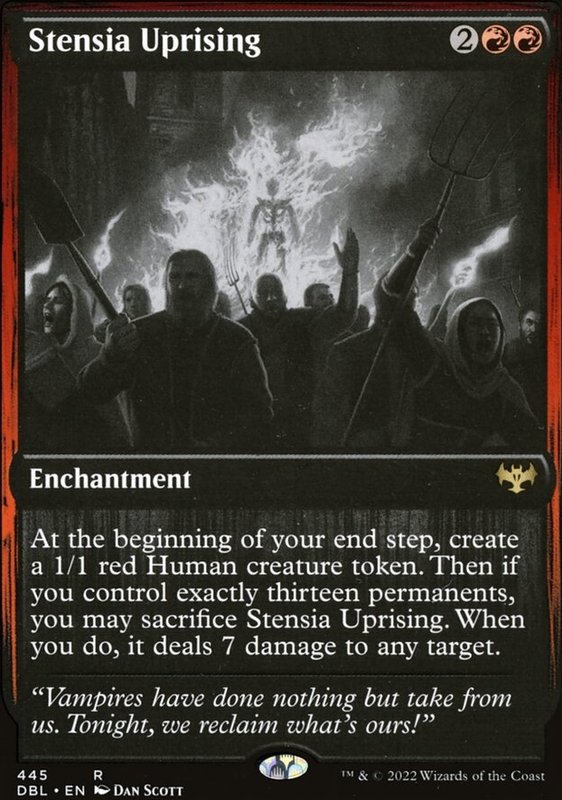 Stensia Uprising 2
Enchantment
At the beginning of your end step, create
a 1/1 red Human creature token. Then if
you control exactly thirteen permanents,
you may sacrifice Stensia Uprising. When
you do, it deals 7 damage to any target.
“Vampires have done nothing but take from
us. Tonight, we reclaim what’s ours!”
445 R
DBL • EN Dan Scott
™ & © 2022 Wizards of the Coast